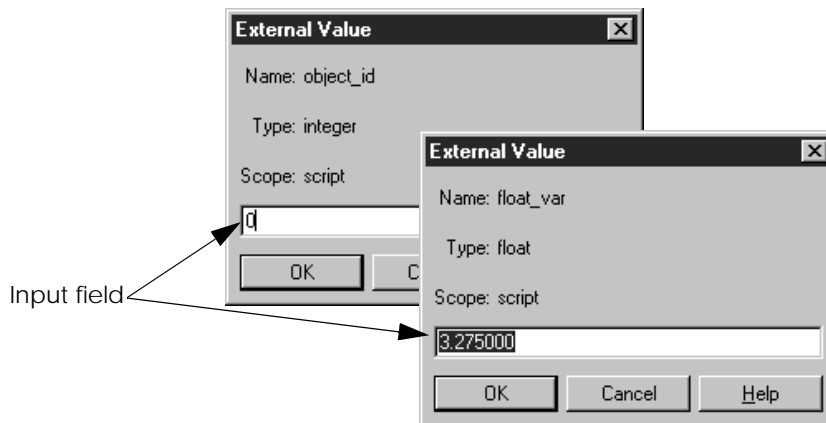 External Value
Name: object_id
Type: integer
Scope: script
0
OK
C
Input field
External Value
Name: float_var
Type: float
Scope: script
3.275000
OK
Cancel
Help